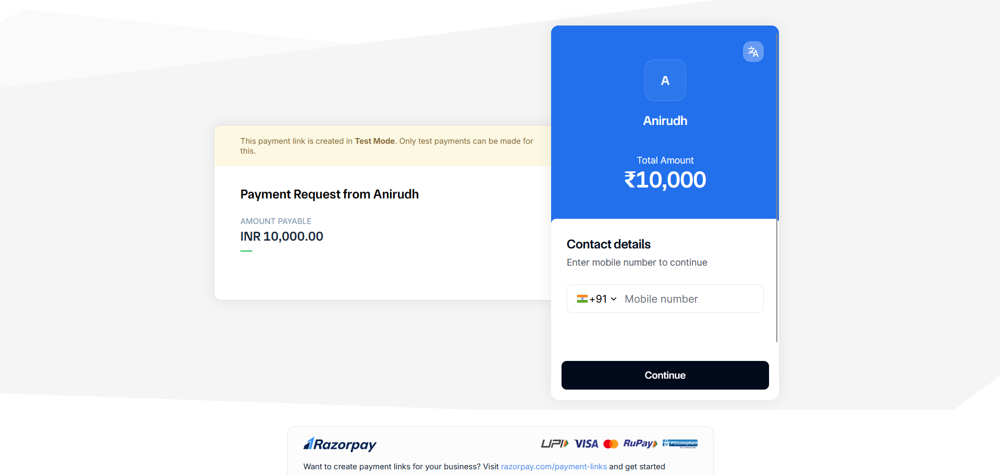 This payment link is created in Test Mode. Only test payments can be made for
this.
Payment Request from Anirudh
AMOUNT PAYABLE
INR 10,000.00
文A
A
Anirudh
Total Amount
₹10,000
Contact details
Enter mobile number to continue
+91 Mobile number
Continue
Razorpay
UPI VISA RuPay PCIcompliant
Want to create payment links for your business? Visit razorpay.com/payment-links and get started